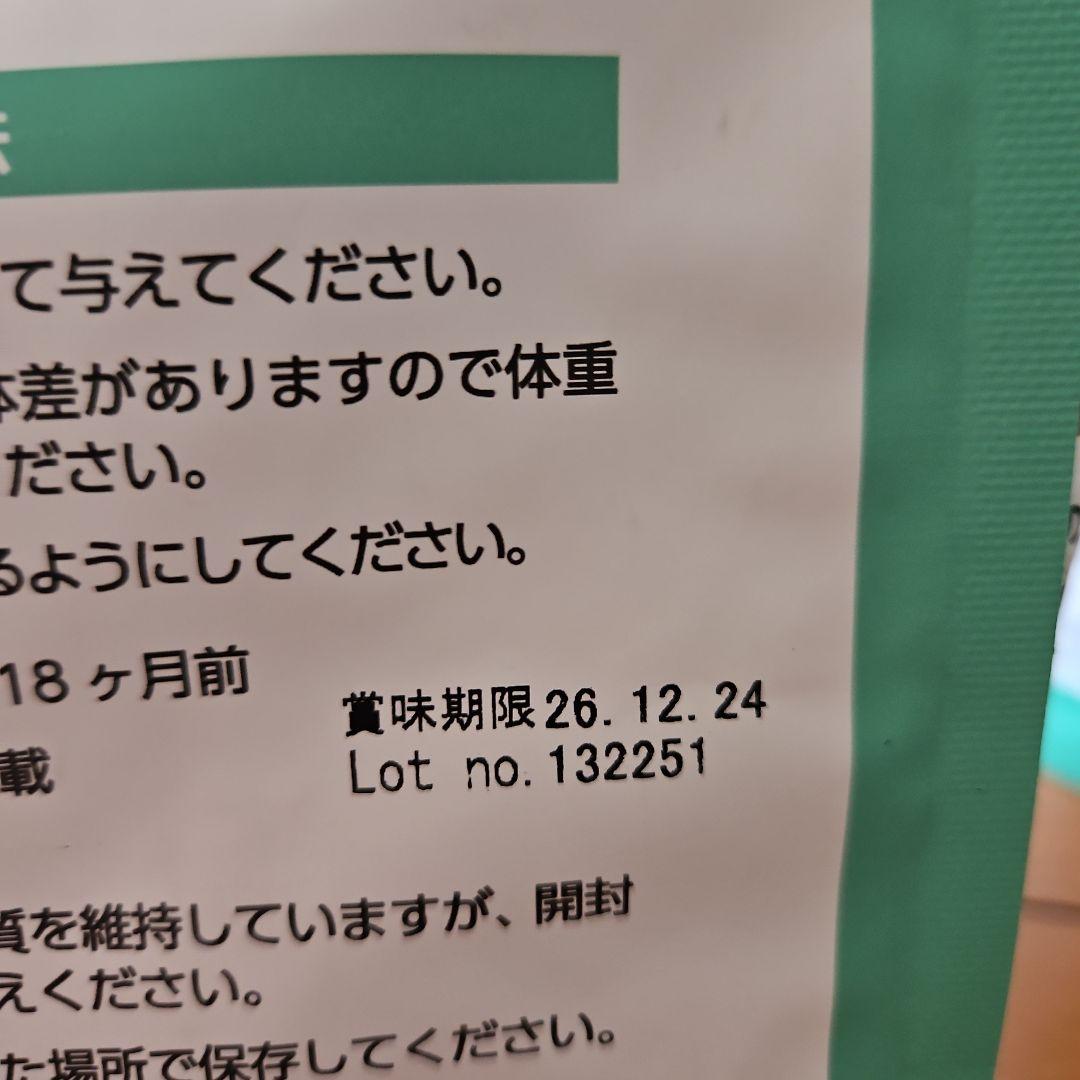 て与えてください。
体差がありますので体重
ください。
るようにしてください。
18ヶ月前
賞味期限 26.12.24
載
Lot no. 132251
質を維持していますが、開封
えください。
た場所で保存してください。